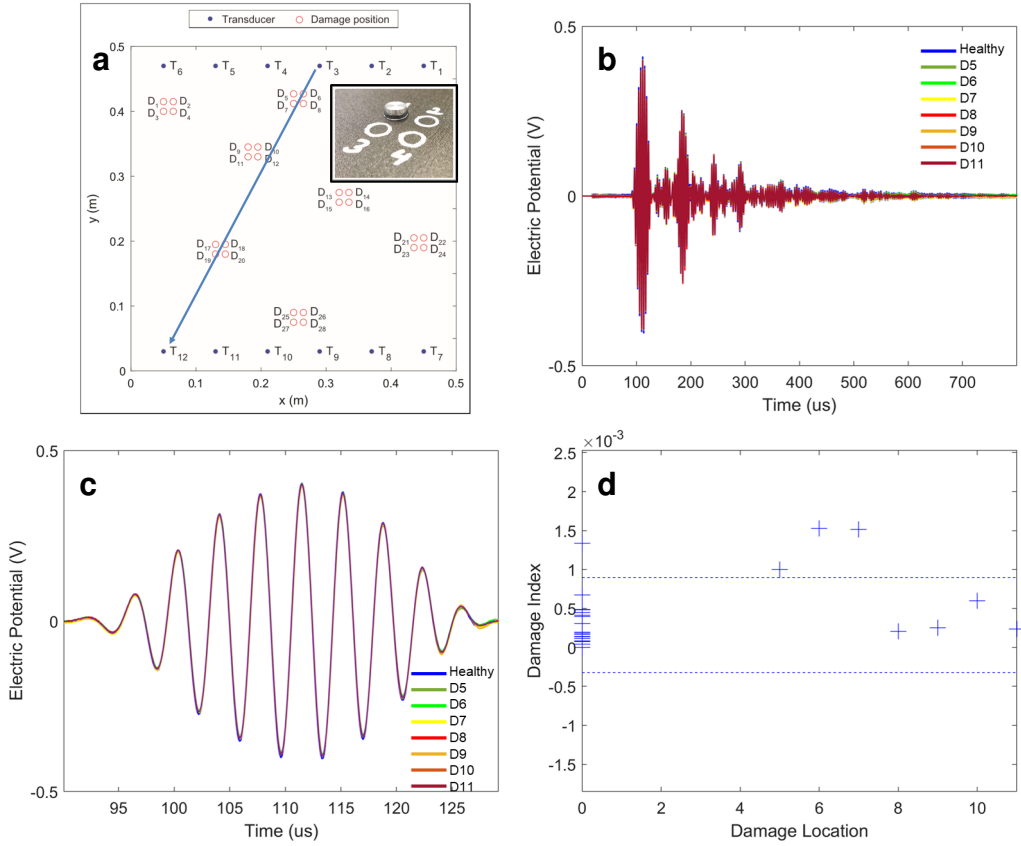 Transducer Damage position
a
0.5
0.4
0.3
0.2
0.1
0
y (m)
T6 T5 T4 T3 T2 T1
D1 D2
D3 D4
D5 D6
D7 D8
D9 D10
D11 D12
D13 D14
D15 D16
D17 D18
D19 D20
D21 D22
D23 D24
D25 D26
D27 D28
T12 T11 T10 T9 T8 T7
3 4 2
0 0.1 0.2 0.3 0.4 0.5
x (m)
b
0.5
0
-0.5
Electric Potential (V)
Healthy
D5
D6
D7
D8
D9
D10
D11
100 200 300 400 500 600 700
Time (us)
c
0.5
0
-0.5
Electric Potential (V)
Healthy
D5
D6
D7
D8
D9
D10
D11
95 100 105 110 115 120 125
Time (us)
d
×10-3
2.5
2
1.5
1
0.5
0
-0.5
-1
-1.5
Damage Index
0 2 4 6 8 10
Damage Location